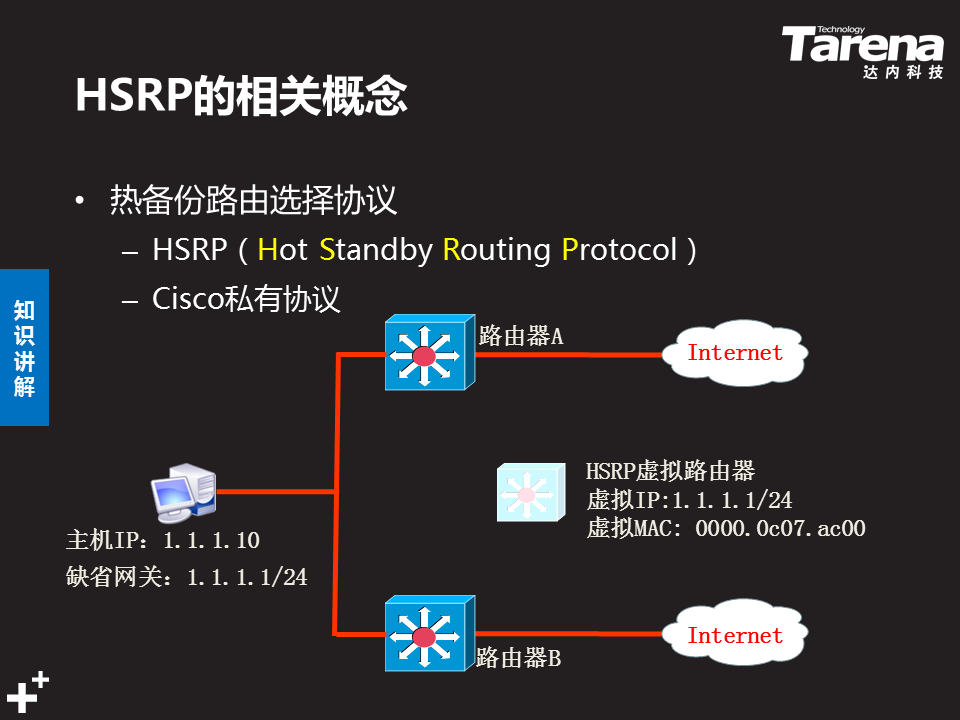 Technology
Tarena
达内科技
HSRP的相关概念
• 热备份路由选择协议
– HSRP（Hot Standby Routing Protocol）
– Cisco私有协议
知识讲解
路由器A
Internet
HSRP虚拟路由器
虚拟IP:1.1.1.1/24
虚拟MAC: 0000.0c07.ac00
主机IP：1.1.1.10
缺省网关：1.1.1.1/24
路由器B
Internet